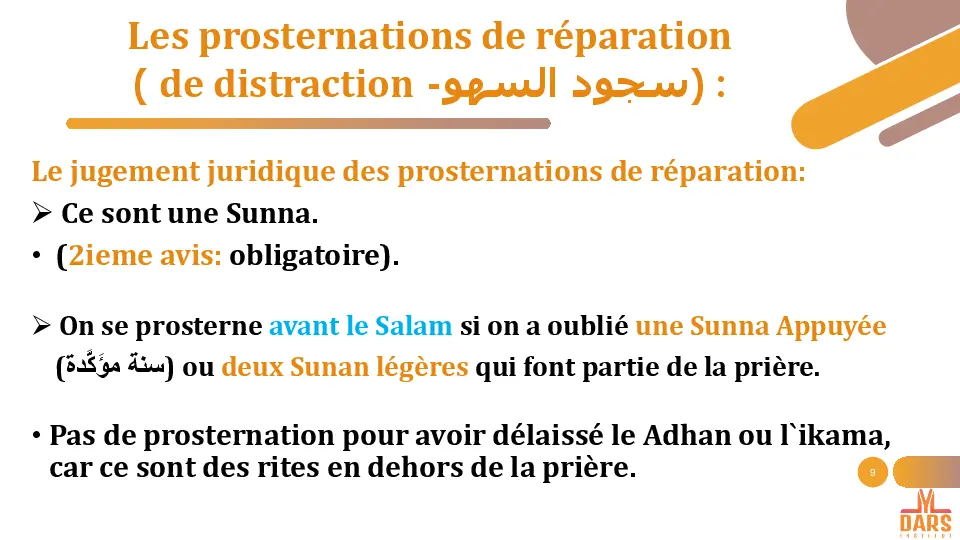 Les prosternations de réparation
( de distraction -سجود السهو) :
Le jugement juridique des prosternations de réparation:
➢ Ce sont une Sunna.
• (2ieme avis: obligatoire).
➢ On se prosterne avant le Salam si on a oublié une Sunna Appuyée
(سنة مؤَكَّدة) ou deux Sunan légères qui font partie de la prière.
• Pas de prosternation pour avoir délaissé le Adhan ou l`ikama,
car ce sont des rites en dehors de la prière.
9
DARS
INSTITUT